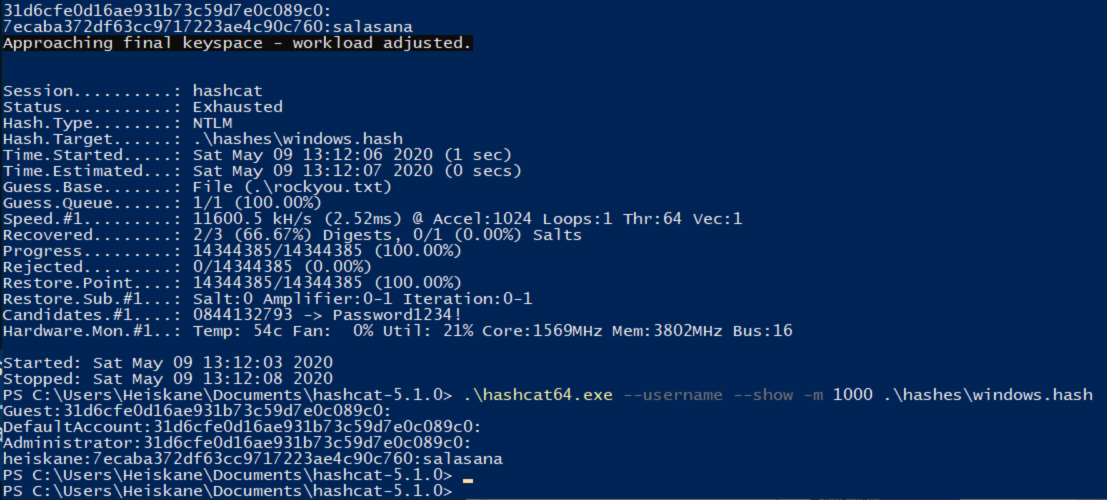 31d6cfe0d16ae931b73c59d7e0c089c0:
7ecaba372df63cc9717223ae4c90c760:salasana
Approaching final keyspace - workload adjusted.
Session..........: hashcat
Status...........: Exhausted
Hash.Type........: NTLM
Hash.Target......: .\hashes\windows.hash
Time.Started.....: Sat May 09 13:12:06 2020 (1 sec)
Time.Estimated...: Sat May 09 13:12:07 2020 (0 secs)
Guess.Base.......: File (.\rockyou.txt)
Guess.Queue......: 1/1 (100.00%)
Speed.#1.........: 11600.5 kH/s (2.52ms) @ Accel:1024 Loops:1 Thr:64 Vec:1
Recovered........: 2/3 (66.67%) Digests, 0/1 (0.00%) Salts
Progress.........: 14344385/14344385 (100.00%)
Rejected.........: 0/14344385 (0.00%)
Restore.Point....: 14344385/14344385 (100.00%)
Restore.Sub.#1...: Salt:0 Amplifier:0-1 Iteration:0-1
Candidates.#1....: 0844132793 -> Password1234!
Hardware.Mon.#1..: Temp: 54c Fan:  0% Util: 21% Core:1569MHz Mem:3802MHz Bus:16
Started: Sat May 09 13:12:03 2020
Stopped: Sat May 09 13:12:08 2020
PS C:\Users\Heiskane\Documents\hashcat-5.1.0> .\hashcat64.exe --username --show -m 1000 .\hashes\windows.hash
Guest:31d6cfe0d16ae931b73c59d7e0c089c0:
DefaultAccount:31d6cfe0d16ae931b73c59d7e0c089c0:
Administrator:31d6cfe0d16ae931b73c59d7e0c089c0:
heiskane:7ecaba372df63cc9717223ae4c90c760:salasana
PS C:\Users\Heiskane\Documents\hashcat-5.1.0>
PS C:\Users\Heiskane\Documents\hashcat-5.1.0>